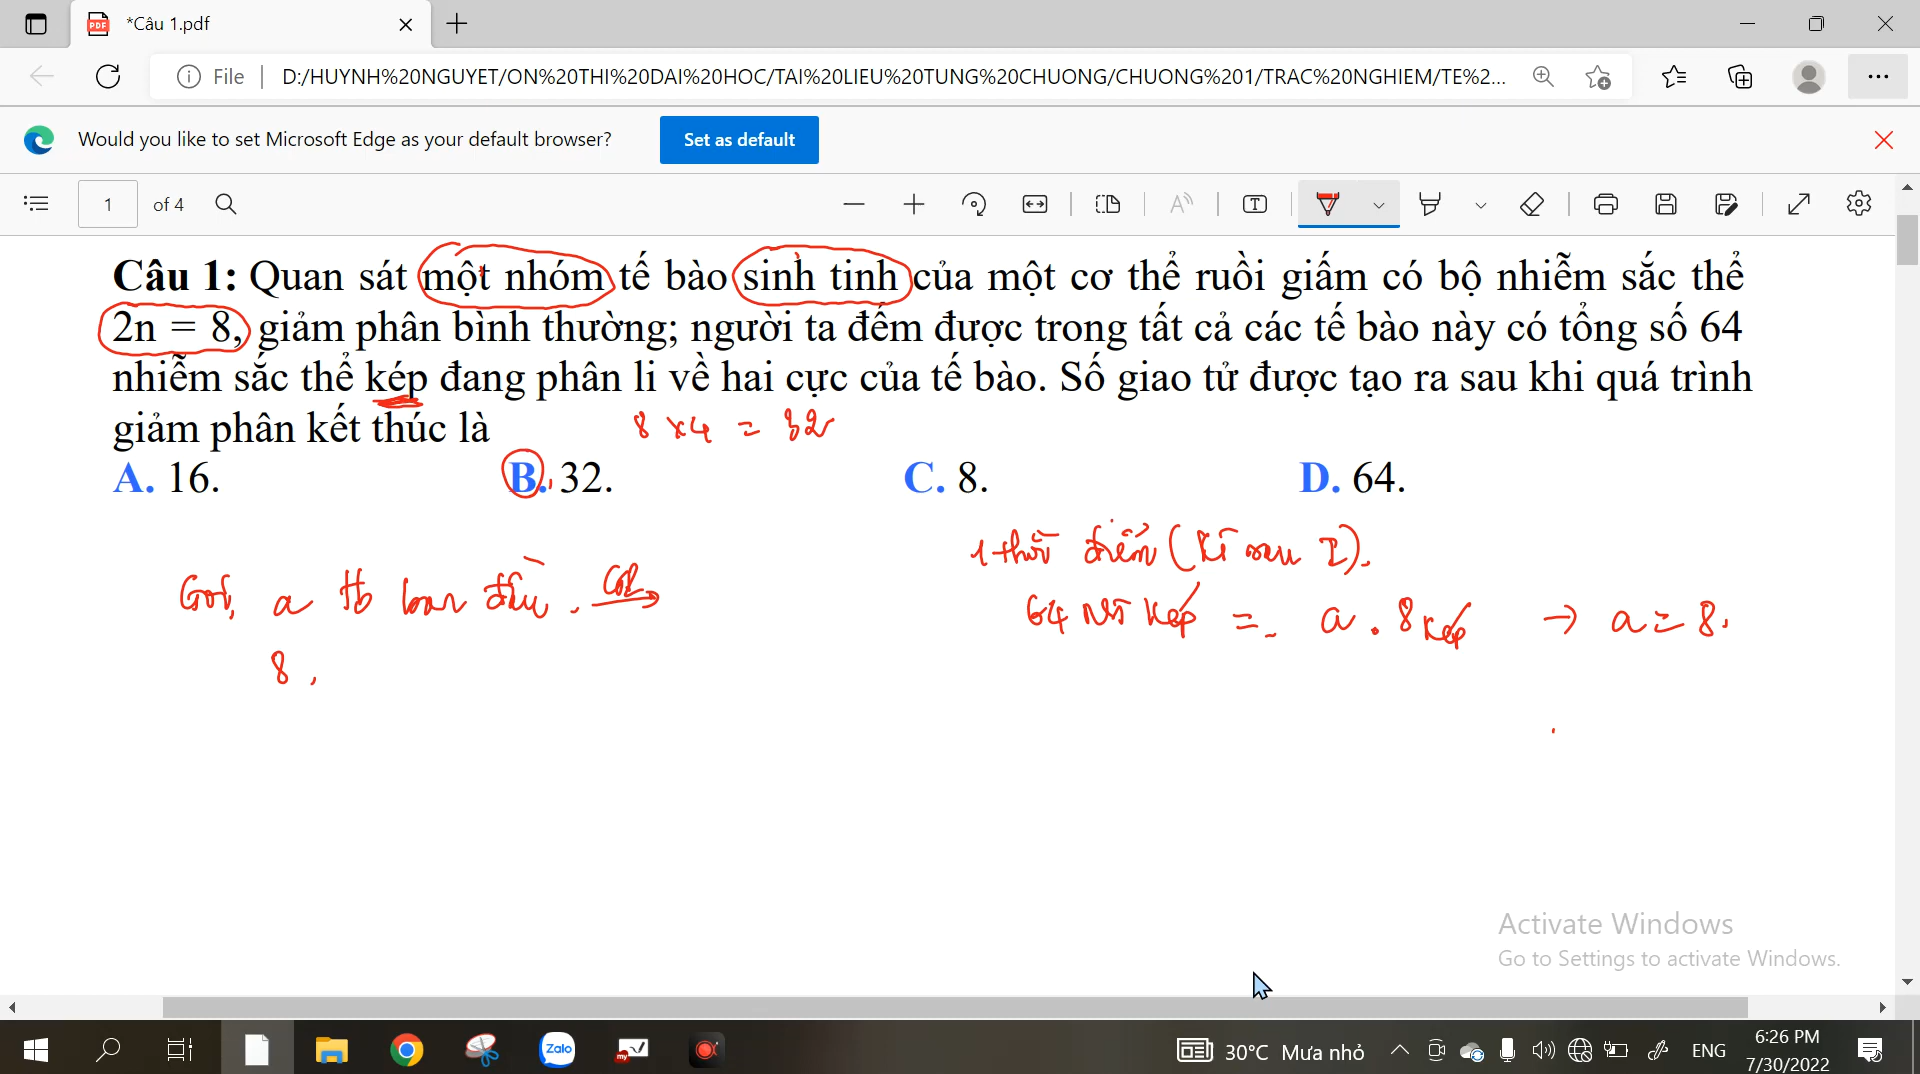 *Câu 1.pdf
File
D:/HUYNH%20NGUYET/ON%20THI%20DAI%20HOC/TAI%20LIEU%20TUNG%20CHUONG/CHUONG%201/TRAC%20NGHIEM/TE%2...
Would you like to set Microsoft Edge as your default browser?
Set as default
1 of 4
Câu 1: Quan sát một nhóm tế bào sinh tinh của một cơ thể ruồi giấm có bộ nhiễm sắc thể
2n = 8, giảm phân bình thường; người ta đếm được trong tất cả các tế bào này có tổng số 64
nhiễm sắc thể kép đang phân li về hai cực của tế bào. Số giao tử được tạo ra sau khi quá trình
giảm phân kết thúc là
8 x4 = 32
A. 16. B. 32. C. 8. D. 64.
1 thời điểm (Kì sau I).
Gọi a tb ban đầu.
64 NST kép = a . 8 kép → a = 8.
8
Activate Windows
Go to Settings to activate Windows.
Zalo
my
30°C Mưa nhỏ
ENG
6:26 PM
7/30/2022